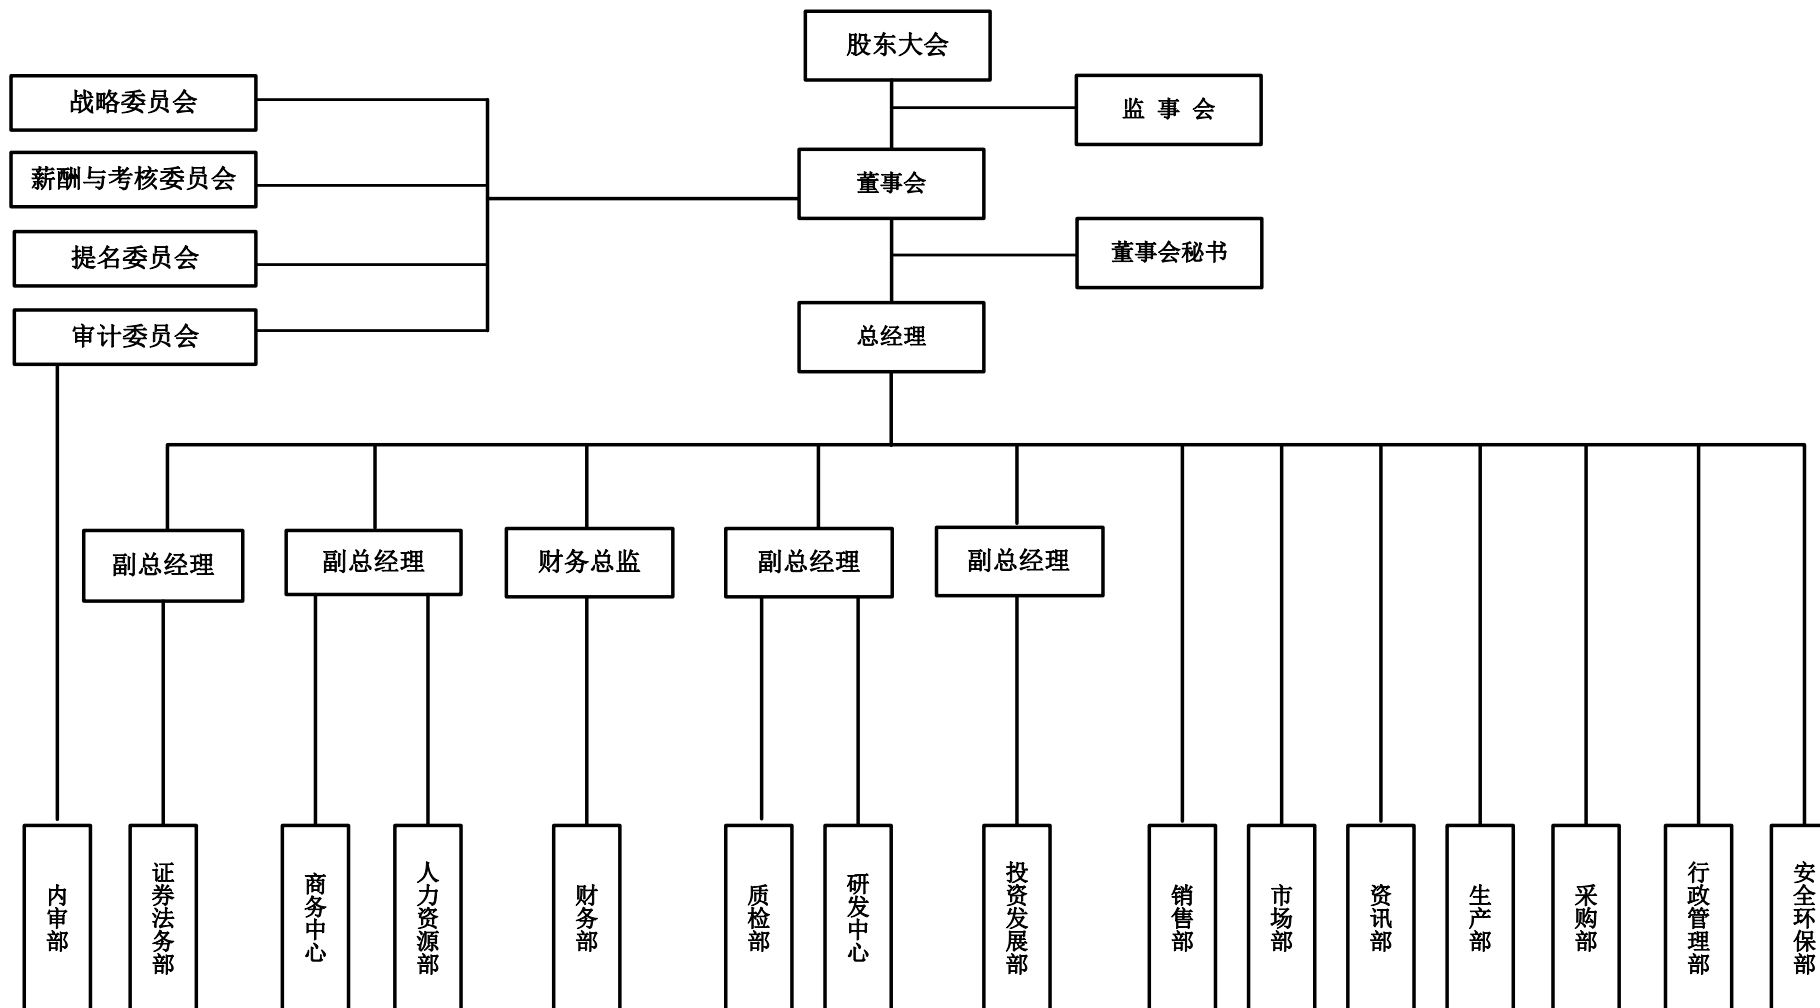 股东大会
战略委员会
监 事 会
薪酬与考核委员会
董事会
提名委员会
董事会秘书
审计委员会
总经理
副总经理
副总经理
财务总监
副总经理
副总经理
内审部
证券法务部
商务中心
人力资源部
财务部
质检部
研发中心
投资发展部
销售部
市场部
资讯部
生产部
采购部
行政管理部
安全环保部